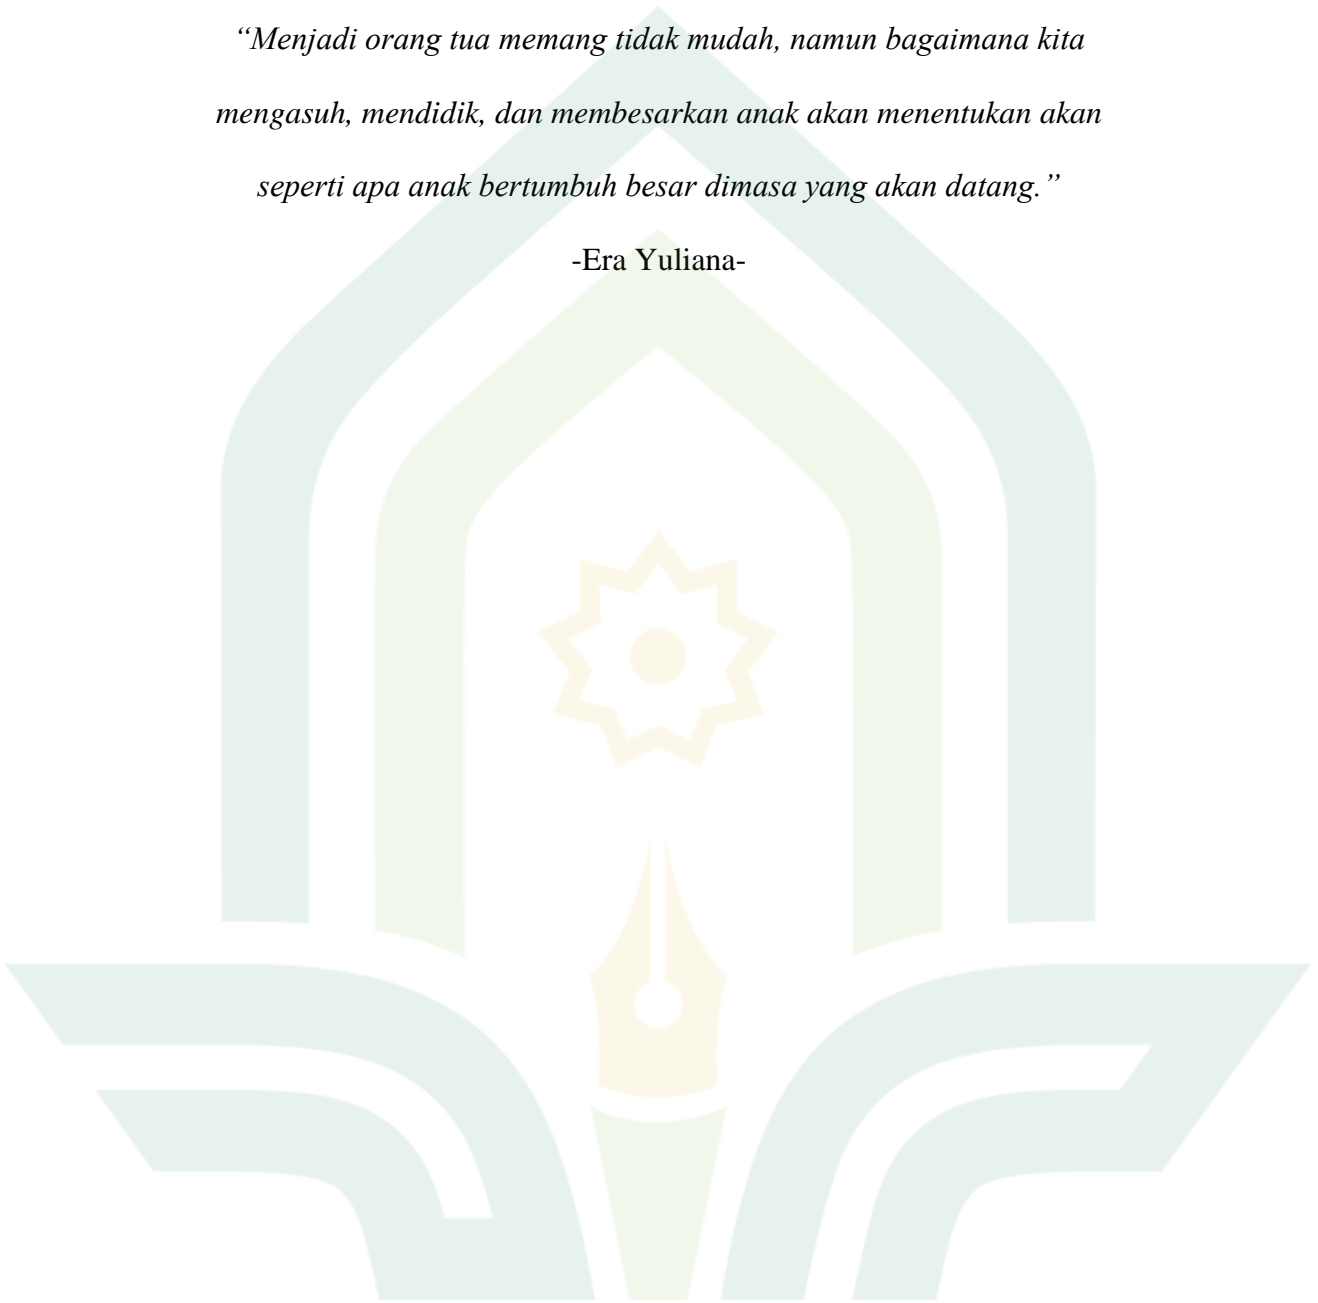 “Menjadi orang tua memang tidak mudah, namun bagaimana kita
mengasuh, mendidik, dan membesarkan anak akan menentukan akan
seperti apa anak bertumbuh besar dimasa yang akan datang.”
-Era Yuliana-